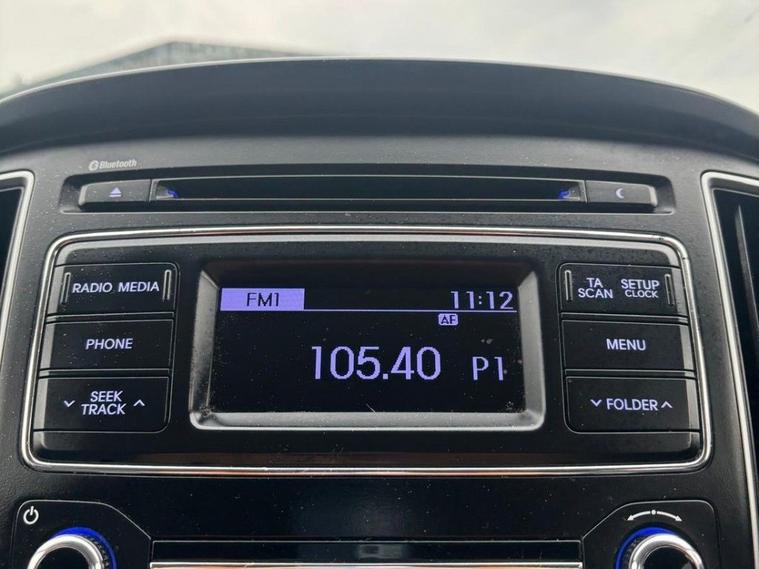 Bluetooth
RADIO MEDIA
PHONE
SEEK
TRACK
FM1 11:12
AF
105.40 P1
TA
SCAN
SETUP
CLOCK
MENU
FOLDER